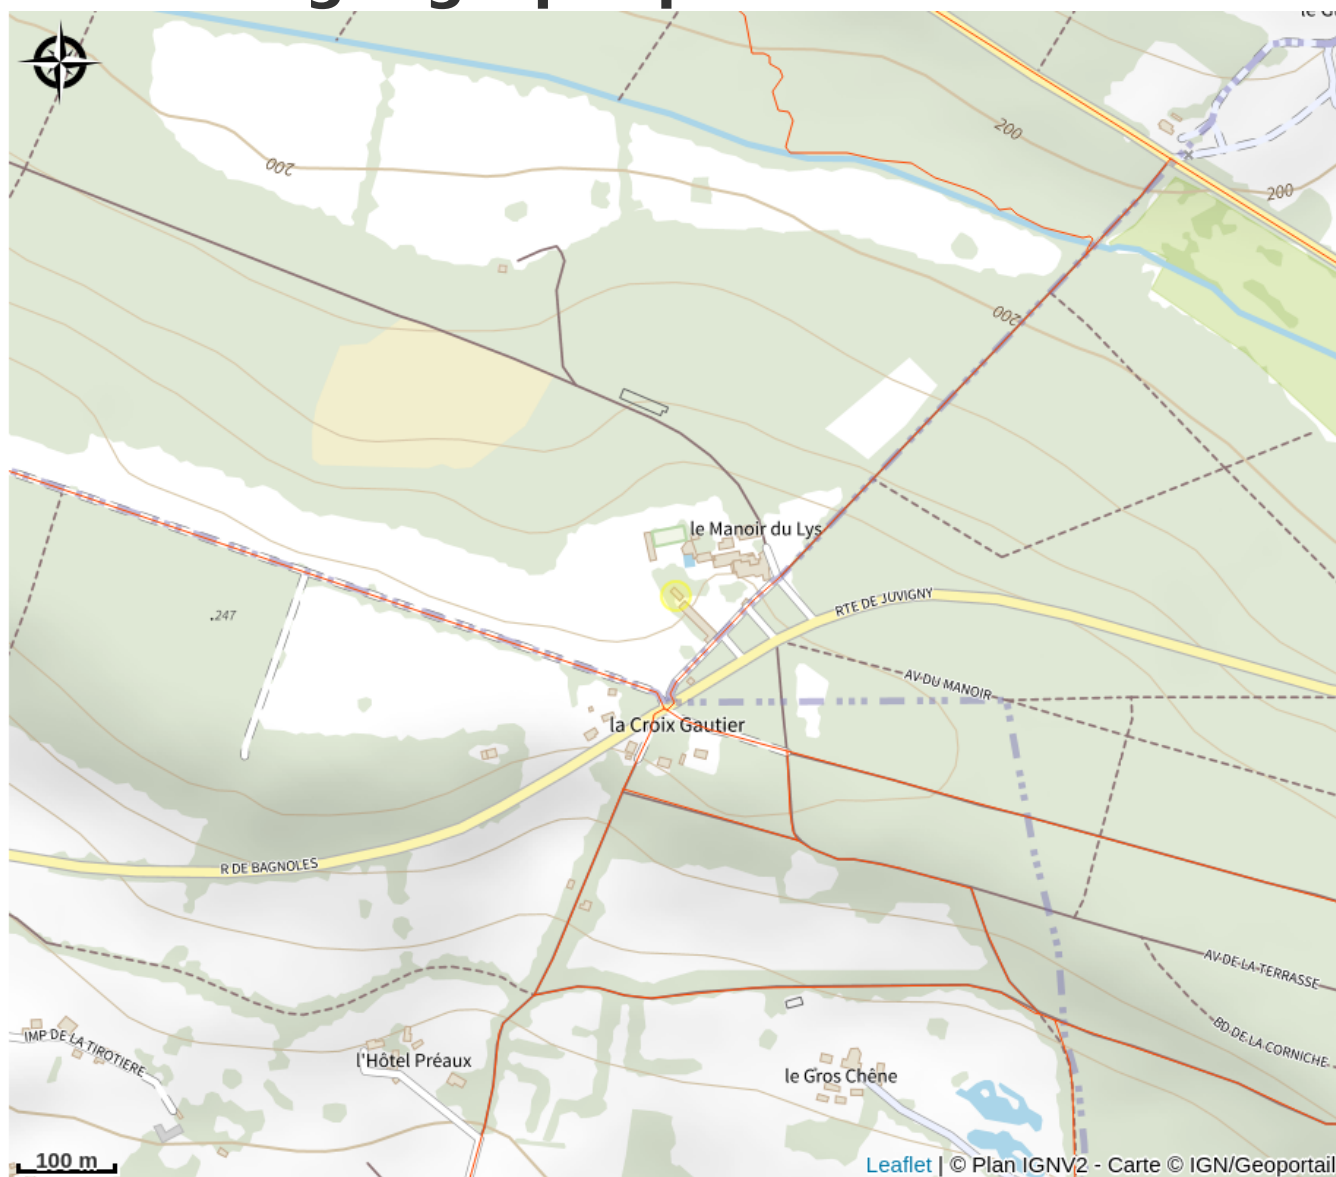 200
200
200
200
le Manoir du Lys
RTE DE JUVIGNY
.247
AV DU MANOIR
la Croix Gautier
R DE BAGNOLES
AV DE LA TERRASSE
BD DE LA CORNICHE
IMP DE LA TIROTIERE
l'Hôtel Préaux
le Gros Chêne
100 m
Leaflet | © Plan IGNV2 - Carte © IGN/Geoportail